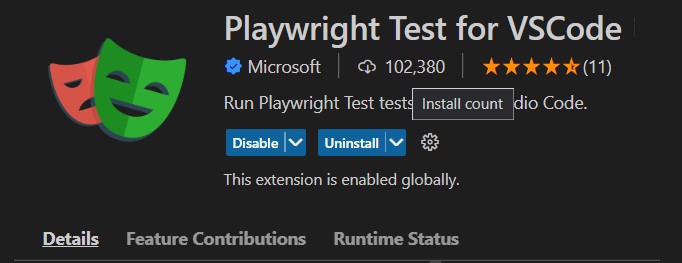 Playwright Test for VSCode
Microsoft | 102,380 | (11)
Run Playwright Test tests dio Code.
Install count
Disable Uninstall
This extension is enabled globally.
Details Feature Contributions Runtime Status